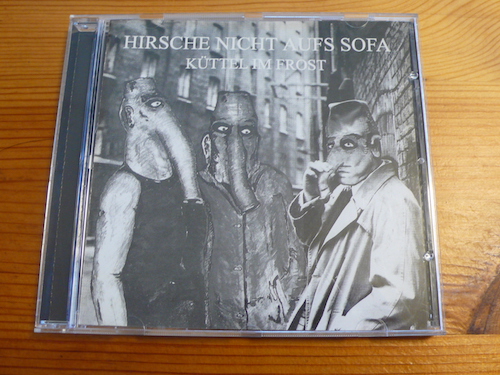 HIRSCHE NICHT AUFS SOFA
KÜTTEL IM FROST